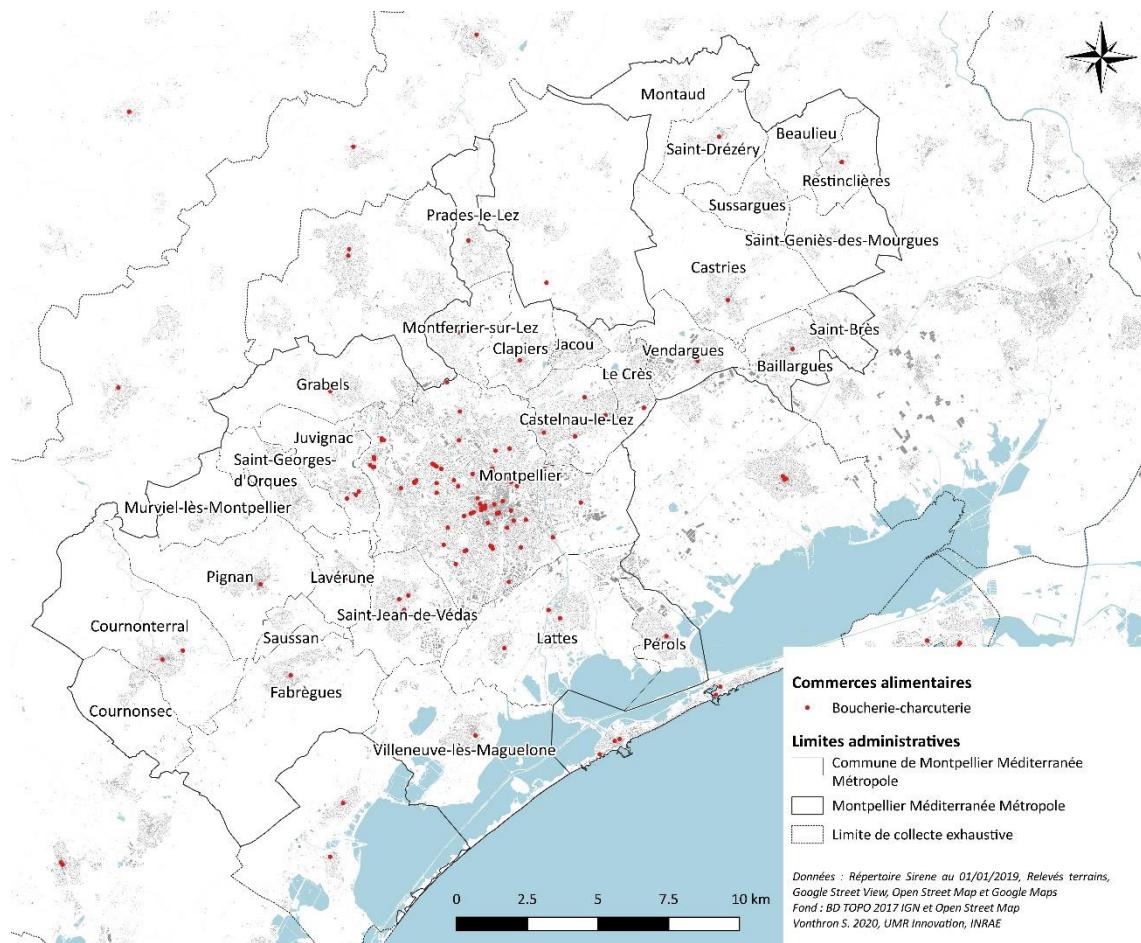 Montaud
Beaulieu
Saint-Drézéry
Restinclières
Sussargues
Prades-le-Lez
Saint-Geniès-des-Mourgues
Castries
Montferrier-sur-Lez
Saint-Brès
Jacou
Vendargues
Clapiers
Baillargues
Le Crès
Grabels
Castelnau-le-Lez
Juvignac
Saint-Georges-
d'Orques
Montpellier
Murviel-lès-Montpellier
Pignan
Lavérune
Saint-Jean-de-Védas
Cournonterral
Saussan
Lattes
Pérols
Fabrègues
Cournonsec
Villeneuve-lès-Maguelone
Commerces alimentaires
Boucherie-charcuterie
Limites administratives
Commune de Montpellier Méditerranée
Métropole
Montpellier Méditerranée Métropole
Limite de collecte exhaustive
Données : Répertoire Sirene au 01/01/2019, Relevés terrains,
Google Street View, Open Street Map et Google Maps
Fond : BD TOPO 2017 IGN et Open Street Map
Vonthron S. 2020, UMR Innovation, INRAE
0 2.5 5 7.5 10 km